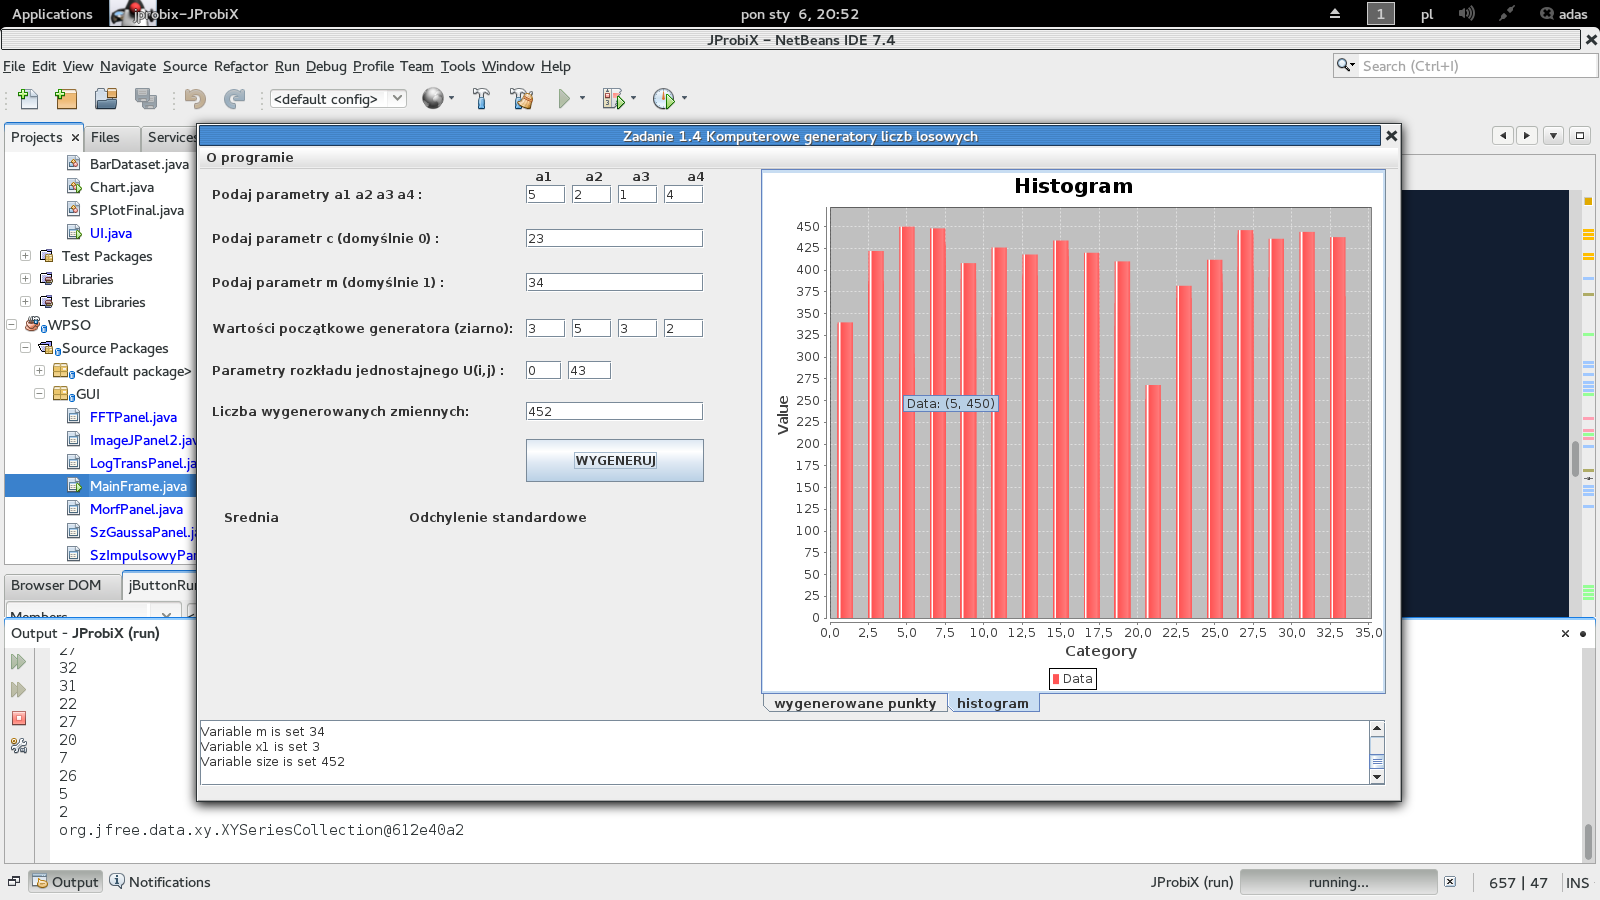 Applications
jprobix-JProbiX
pon sty  6, 20:52
1
pl
adas
JProbiX - NetBeans IDE 7.4
File Edit View Navigate Source Refactor Run Debug Profile Team Tools Window Help
Search (Ctrl+I)
<default config>
Projects
Files
Services
BarDataset.java
Chart.java
SPlotFinal.java
UI.java
Test Packages
Libraries
Test Libraries
WPSO
Source Packages
<default package>
GUI
FFTPanel.java
ImageJPanel2.jav
LogTransPanel.ja
MainFrame.java
MorfPanel.java
SzGaussaPanel.j
SzImpulsowyPar
Browser DOM
jButtonRu
Members
Zadanie 1.4 Komputerowe generatory liczb losowych
O programie
a1 a2 a3 a4
Podaj parametry a1 a2 a3 a4 : 5 2 1 4
Podaj parametr c (domyślnie 0) : 23
Podaj parametr m (domyślnie 1) : 34
Wartości początkowe generatora (ziarno): 3 5 3 2
Parametry rozkładu jednostajnego U(i,j) : 0 43
Liczba wygenerowanych zmiennych: 452
WYGENERUJ
Srednia
Odchylenie standardowe
Histogram
Value
450
425
400
375
350
325
300
275
250
225
200
175
150
125
100
75
50
25
0
Data: (5, 450)
0,0 2,5 5,0 7,5 10,0 12,5 15,0 17,5 20,0 22,5 25,0 27,5 30,0 32,5 35,0
Category
Data
wygenerowane punkty
histogram
Variable m is set 34
Variable x1 is set 3
Variable size is set 452
Output - JProbiX (run)
27
32
31
22
27
20
7
26
5
2
org.jfree.data.xy.XYSeriesCollection@612e40a2
Output
Notifications
JProbiX (run)
running...
657 | 47
INS